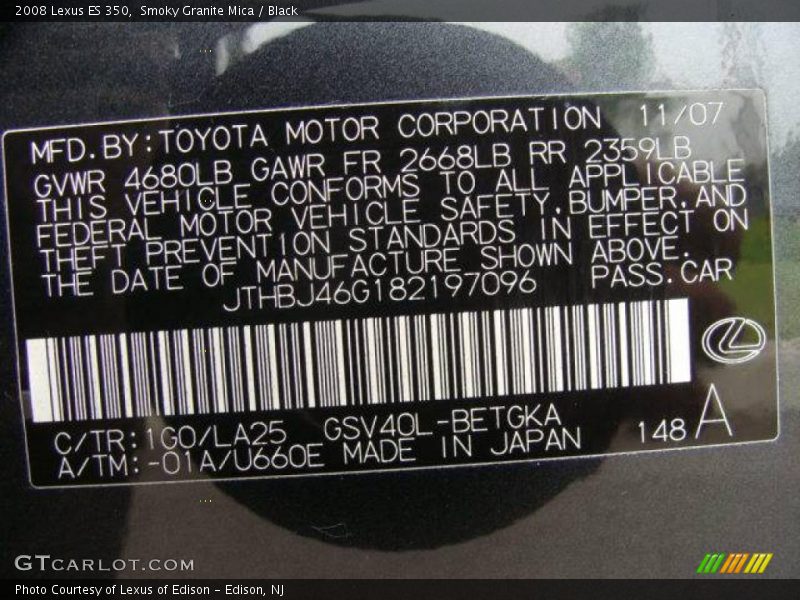 2008 Lexus ES 350,  Smoky Granite Mica / Black
MFD.BY:TOYOTA MOTOR CORPORATION 11/07
GVWR 4680LB GAWR FR 2668LB RR 2359LB
THIS VEHICLE CONFORMS TO ALL APPLICABLE
FEDERAL MOTOR VEHICLE SAFETY,BUMPER,AND
THEFT PREVENTION STANDARDS IN EFFECT ON
THE DATE OF MANUFACTURE SHOWN ABOVE.
JTHBJ46G182197096 PASS.CAR
C/TR:1G0/LA25 GSV40L-BETGKA
A/TM:-01A/U660E MADE IN JAPAN 148 A
GTCARLOT.COM
Photo Courtesy of Lexus of Edison - Edison, NJ